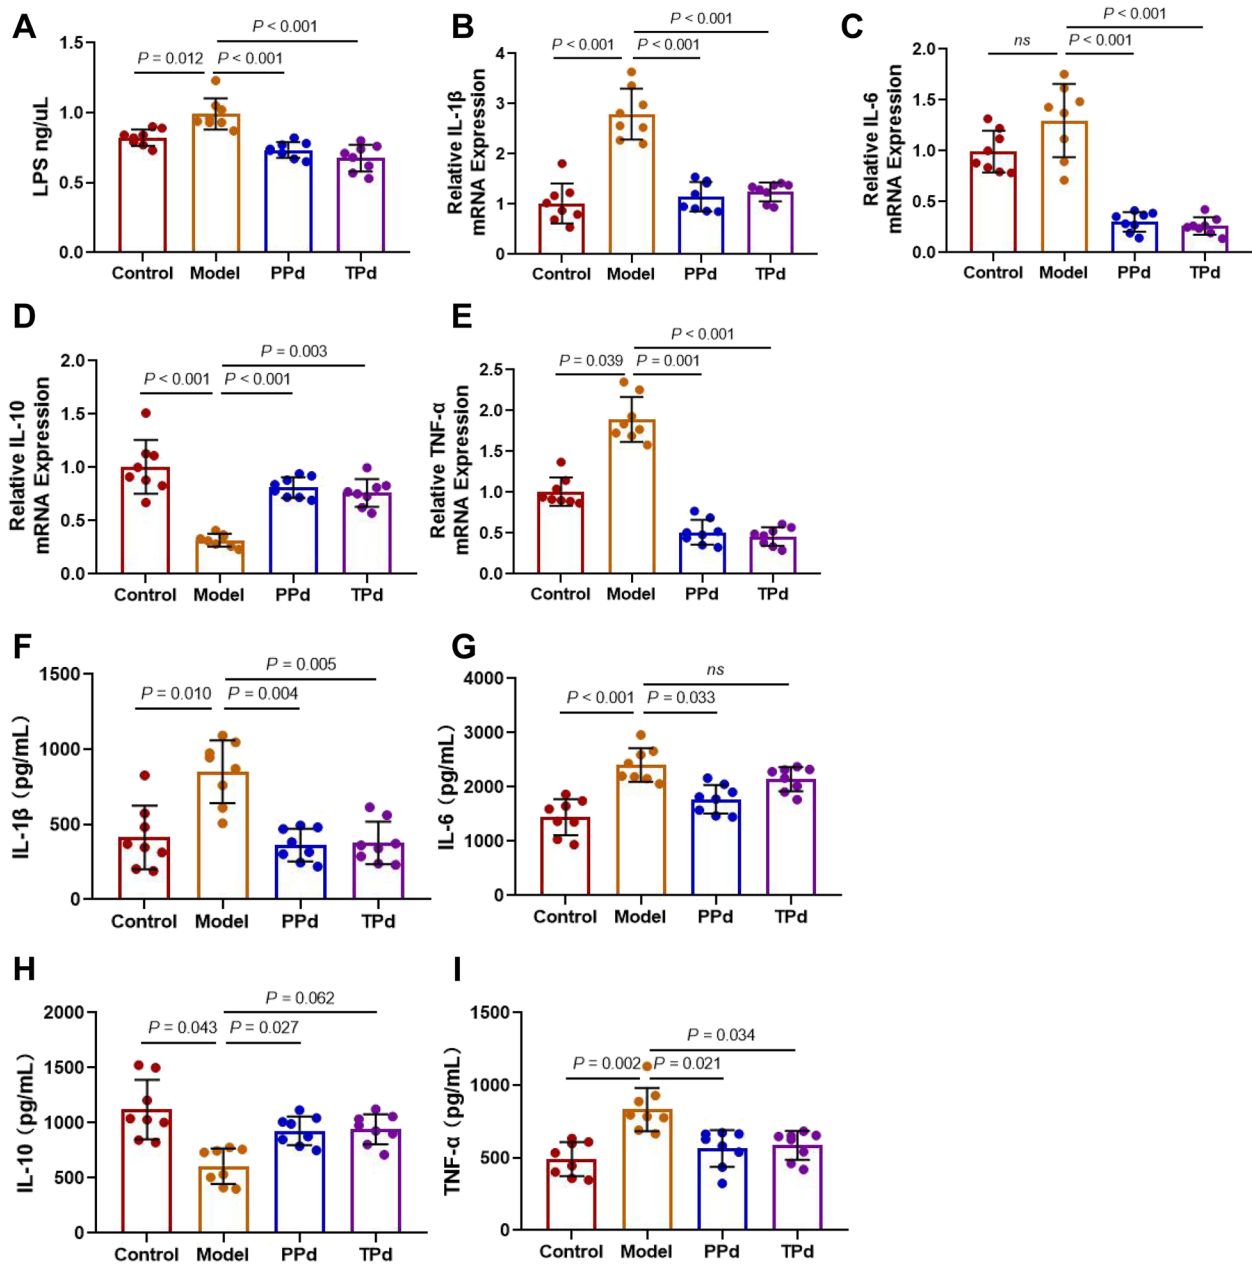 A
LPS ng/uL
1.5
1.0
0.5
0.0
P < 0.001
P = 0.012
P < 0.001
Control
Model
PPd
TPd
B
Relative IL-1β
mRNA Expression
4
3
2
1
0
P < 0.001
P < 0.001
P < 0.001
Control
Model
PPd
TPd
C
Relative IL-6
mRNA Expression
2.0
1.5
1.0
0.5
0.0
P < 0.001
ns
P < 0.001
Control
Model
PPd
TPd
D
Relative IL-10
mRNA Expression
2.0
1.5
1.0
0.5
0.0
P = 0.003
P < 0.001
P < 0.001
Control
Model
PPd
TPd
E
Relative TNF-α
mRNA Expression
2.5
2.0
1.5
1.0
0.5
0.0
P < 0.001
P = 0.039
P = 0.001
Control
Model
PPd
TPd
F
IL-1β (pg/mL)
1500
1000
500
0
P = 0.005
P = 0.010
P = 0.004
Control
Model
PPd
TPd
G
IL-6 (pg/mL)
4000
3000
2000
1000
0
ns
P < 0.001
P = 0.033
Control
Model
PPd
TPd
H
IL-10 (pg/mL)
2000
1500
1000
500
0
P = 0.062
P = 0.043
P = 0.027
Control
Model
PPd
TPd
I
TNF-α (pg/mL)
1500
1000
500
0
P = 0.034
P = 0.002
P = 0.021
Control
Model
PPd
TPd